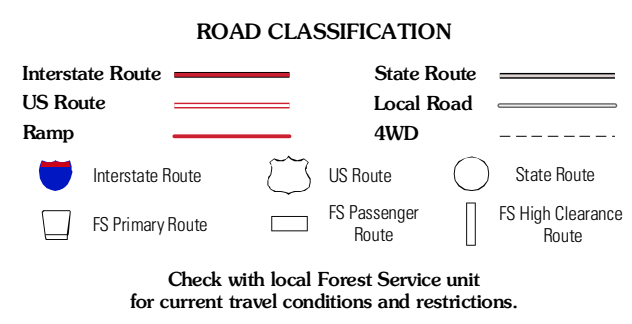 ROAD CLASSIFICATION
Interstate Route
State Route
US Route
Local Road
Ramp
4WD
Interstate Route
US Route
State Route
FS Primary Route
FS Passenger
Route
FS High Clearance
Route
Check with local Forest Service unit
for current travel conditions and restrictions.